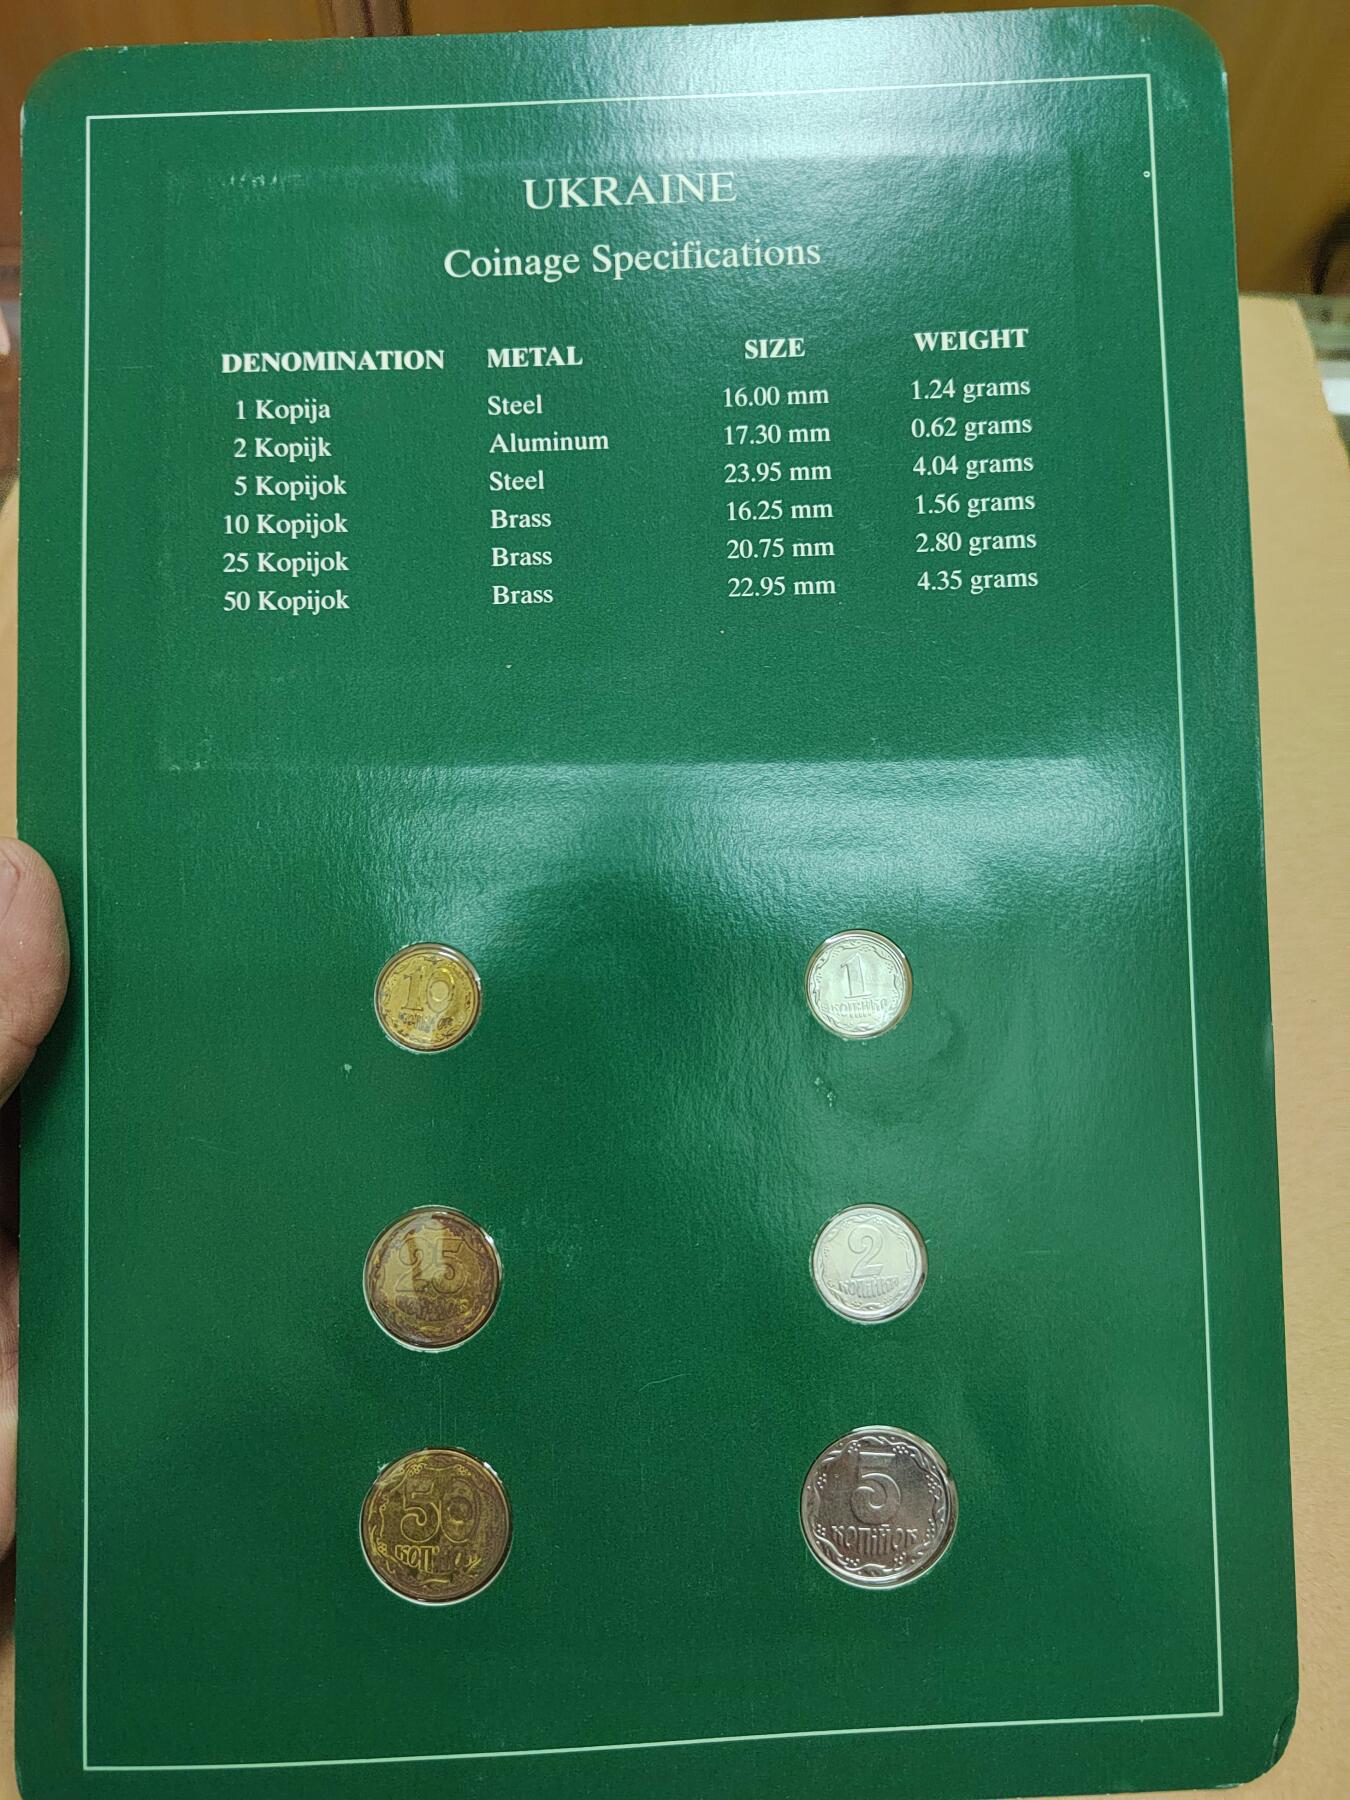 UKRAINE
Coinage Specifications
DENOMINATION METAL SIZE WEIGHT
1 Kopija Steel 16.00 mm 1.24 grams
2 Kopijk Aluminum 17.30 mm 0.62 grams
5 Kopijok Steel 23.95 mm 4.04 grams
10 Kopijok Brass 16.25 mm 1.56 grams
25 Kopijok Brass 20.75 mm 2.80 grams
50 Kopijok Brass 22.95 mm 4.35 grams
10
1
КОПІЙКА
25
2
КОПІЙКИ
50
5
КОПІЙОК